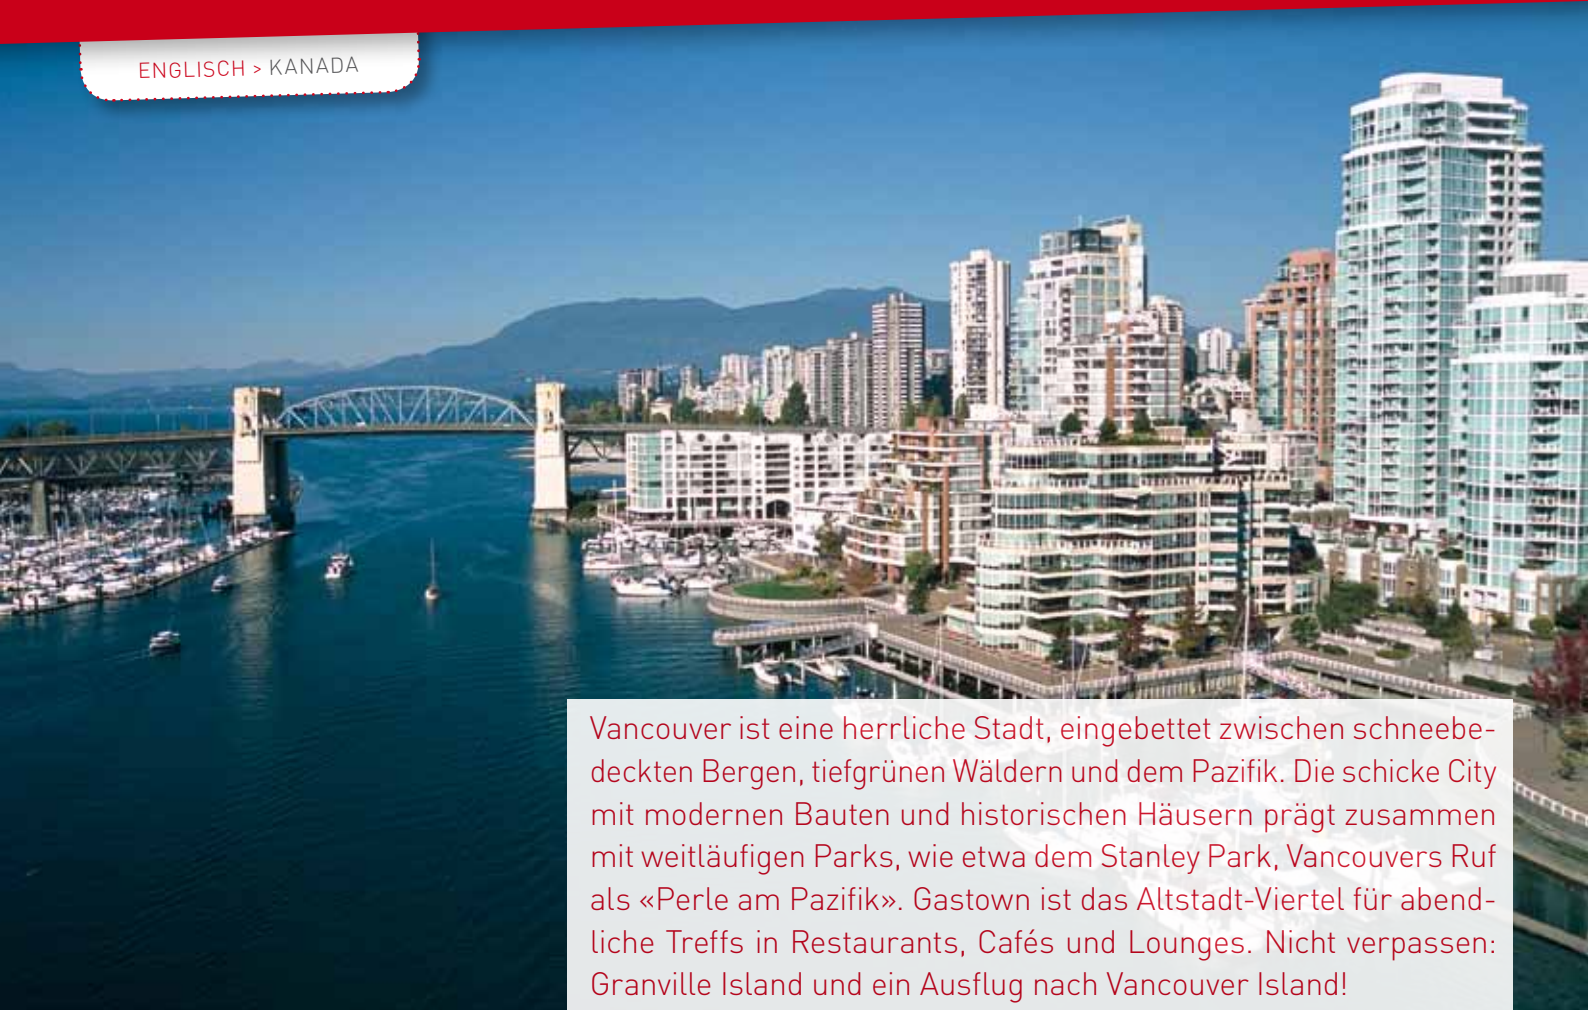 ENGLISCH > KANADA
Vancouver ist eine herrliche Stadt, eingebettet zwischen schneebe-
deckten Bergen, tiefgrünen Wäldern und dem Pazifik. Die schicke City
mit modernen Bauten und historischen Häusern prägt zusammen
mit weitläufigen Parks, wie etwa dem Stanley Park, Vancouvers Ruf
als «Perle am Pazifik». Gastown ist das Altstadt-Viertel für abend-
liche Treffs in Restaurants, Cafés und Lounges. Nicht verpassen:
Granville Island und ein Ausflug nach Vancouver Island!